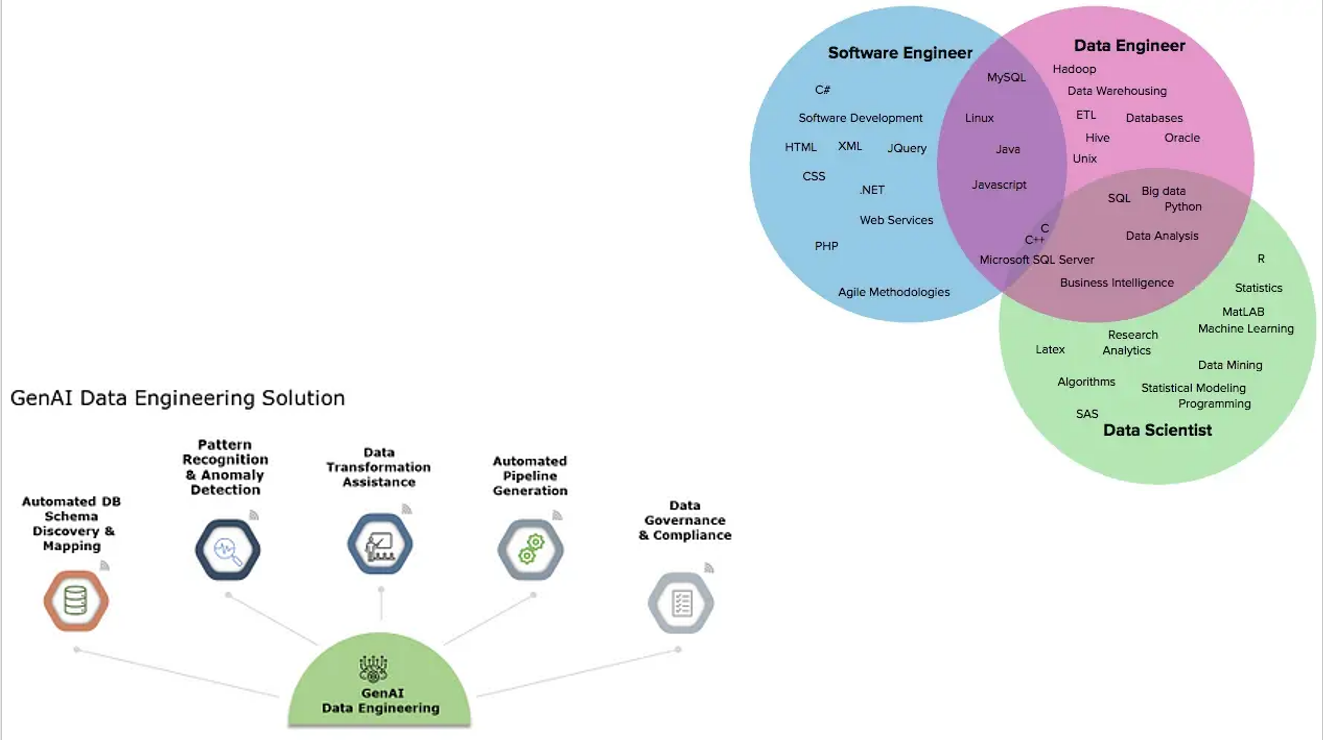 Software Engineer
C#
Software Development
HTML
XML
JQuery
CSS
.NET
Web Services
PHP
Agile Methodologies
MySQL
Linux
Java
Javascript
C
C++
Microsoft SQL Server
Data Engineer
Hadoop
Data Warehousing
ETL
Databases
Hive
Oracle
Unix
SQL
Big data
Python
Data Analysis
Business Intelligence
R
Statistics
MatLAB
Machine Learning
Research
Analytics
Latex
Data Mining
Algorithms
Statistical Modeling
Programming
SAS
Data Scientist
GenAI Data Engineering Solution
Automated DB
Schema
Discovery &
Mapping
Pattern
Recognition
& Anomaly
Detection
Data
Transformation
Assistance
Automated
Pipeline
Generation
Data
Governance
& Compliance
GenAI
Data Engineering